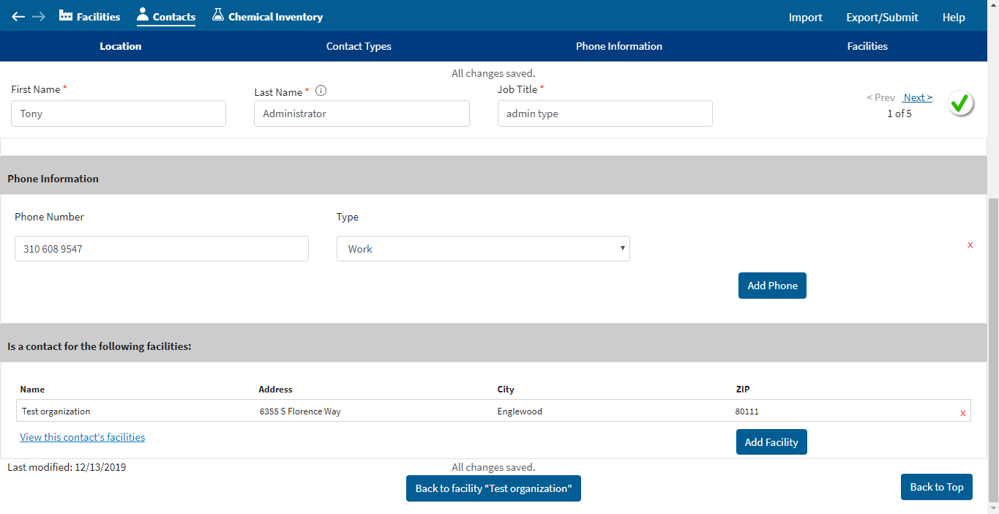 Facilities Contacts Chemical Inventory Import Export/Submit Help
Location Contact Types Phone Information Facilities
All changes saved.
First Name * Last Name * Job Title *
< Prev Next >
Tony Administrator admin type
1 of 5
Phone Information
Phone Number Type
310 608 9547 Work
x
Add Phone
Is a contact for the following facilities:
Name Address City ZIP
Test organization 6355 S Florence Way Englewood 80111 x
View this contact's facilities
Add Facility
Last modified: 12/13/2019 All changes saved.
Back to facility "Test organization" Back to Top